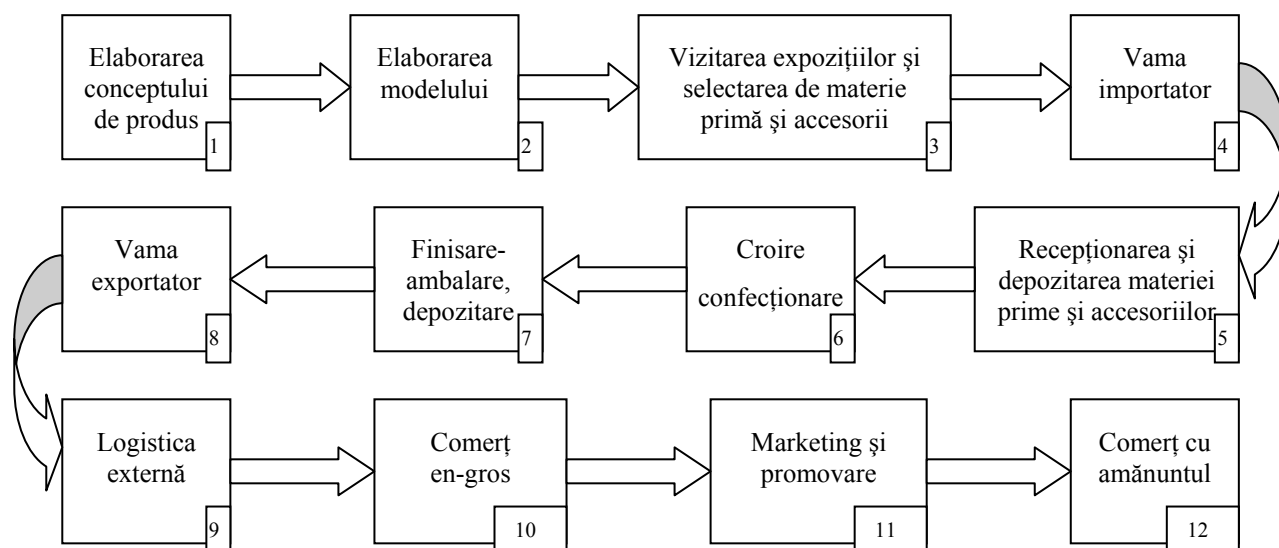 Elaborarea
conceptului
de produs
1
Elaborarea
modelului
2
Vizitarea expozițiilor şi
selectarea de materie
primă şi accesorii
3
Vama
importator
4
Recepționarea şi
depozitarea materiei
prime şi accesoriilor
5
Croire
confecționare
6
Finisare-
ambalare,
depozitare
7
Vama
exportator
8
Logistica
externă
9
Comerț
en-gros
10
Marketing şi
promovare
11
Comerț cu
amănuntul
12